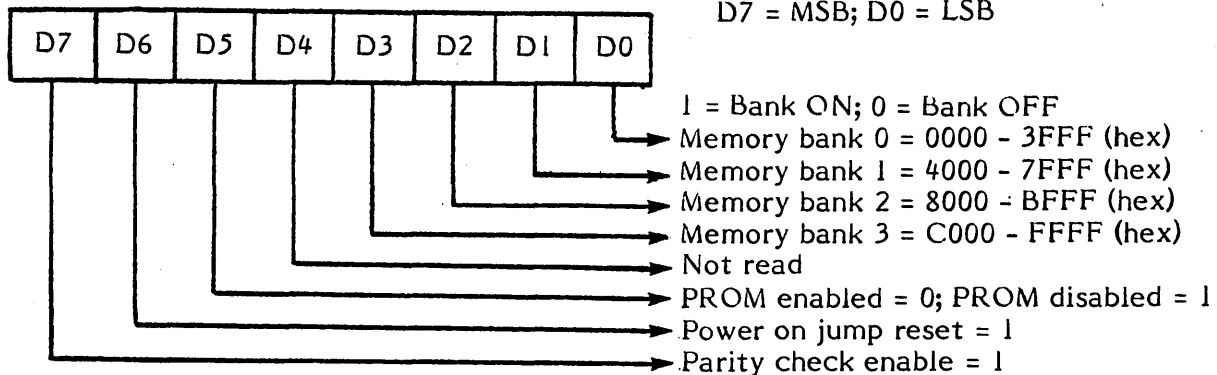 D7 = MSB; D0 = LSB
D7 D6 D5 D4 D3 D2 D1 D0
1 = Bank ON; 0 = Bank OFF
Memory bank 0 = 0000 - 3FFF (hex)
Memory bank 1 = 4000 - 7FFF (hex)
Memory bank 2 = 8000 - BFFF (hex)
Memory bank 3 = C000 - FFFF (hex)
Not read
PROM enabled = 0; PROM disabled = 1
Power on jump reset = 1
Parity check enable = 1